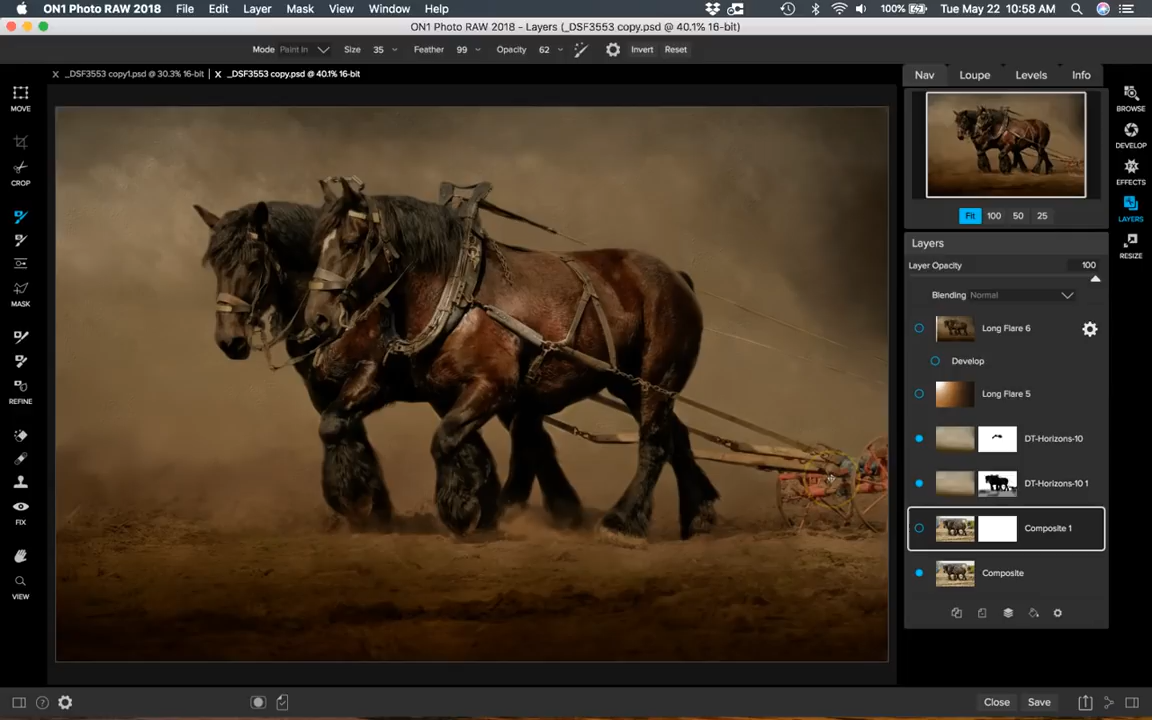 ON1 Photo RAW 2018 File Edit Layer Mask View Window Help 100% Tue May 22 10:58 AM
ON1 Photo RAW 2018 - Layers (_DSF3553 copy.psd @ 40.1% 16-bit)
Mode Paint In Size 35 Feather 99 Opacity 62 Invert Reset
_DSF3553 copy1.psd @ 30.3% 16-bit _DSF3553 copy.psd @ 40.1% 16-bit
Nav Loupe Levels Info
MOVE
CROP
MASK
REFINE
FIX
VIEW
BROWSE
DEVELOP
EFFECTS
LAYERS
RESIZE
Fit 100 50 25
Layers
Layer Opacity 100
Blending Normal
Long Flare 6
Develop
Long Flare 5
DT-Horizons-10
DT-Horizons-10 1
Composite 1
Composite
? Close Save